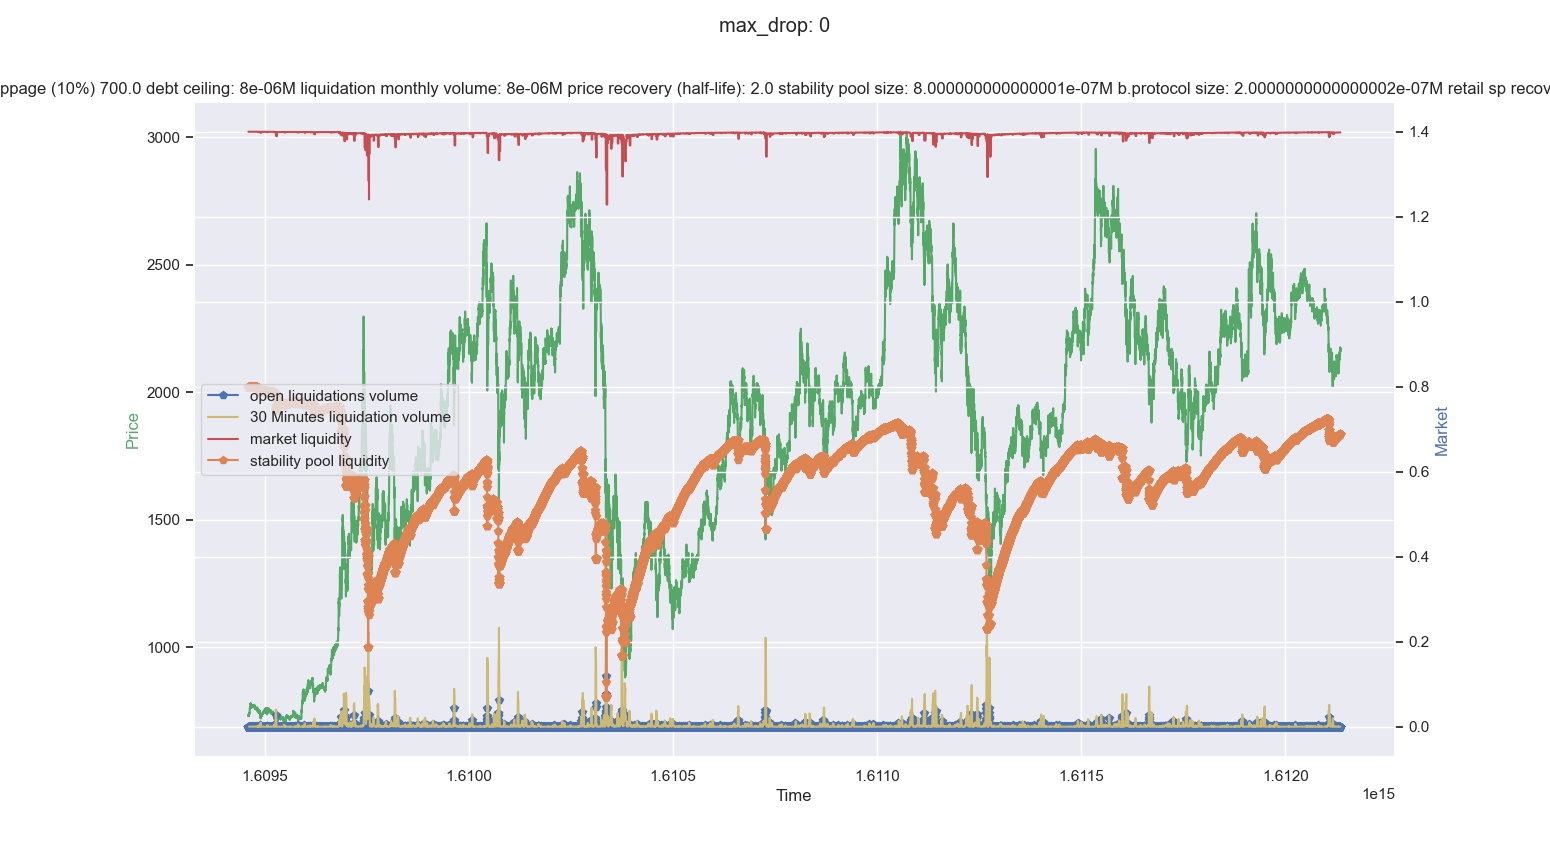 max_drop: 0
ppage (10%) 700.0 debt ceiling: 8e-06M liquidation monthly volume: 8e-06M price recovery (half-life): 2.0 stability pool size: 8.000000000000001e-07M b.protocol size: 2.0000000000000002e-07M retail sp recov
3000
2500
2000
1500
1000
Price
1.4
1.2
1.0
0.8
0.6
0.4
0.2
0.0
Market
open liquidations volume
30 Minutes liquidation volume
market liquidity
stability pool liquidity
1.6095
1.6100
1.6105
1.6110
1.6115
1.6120
1e15
Time